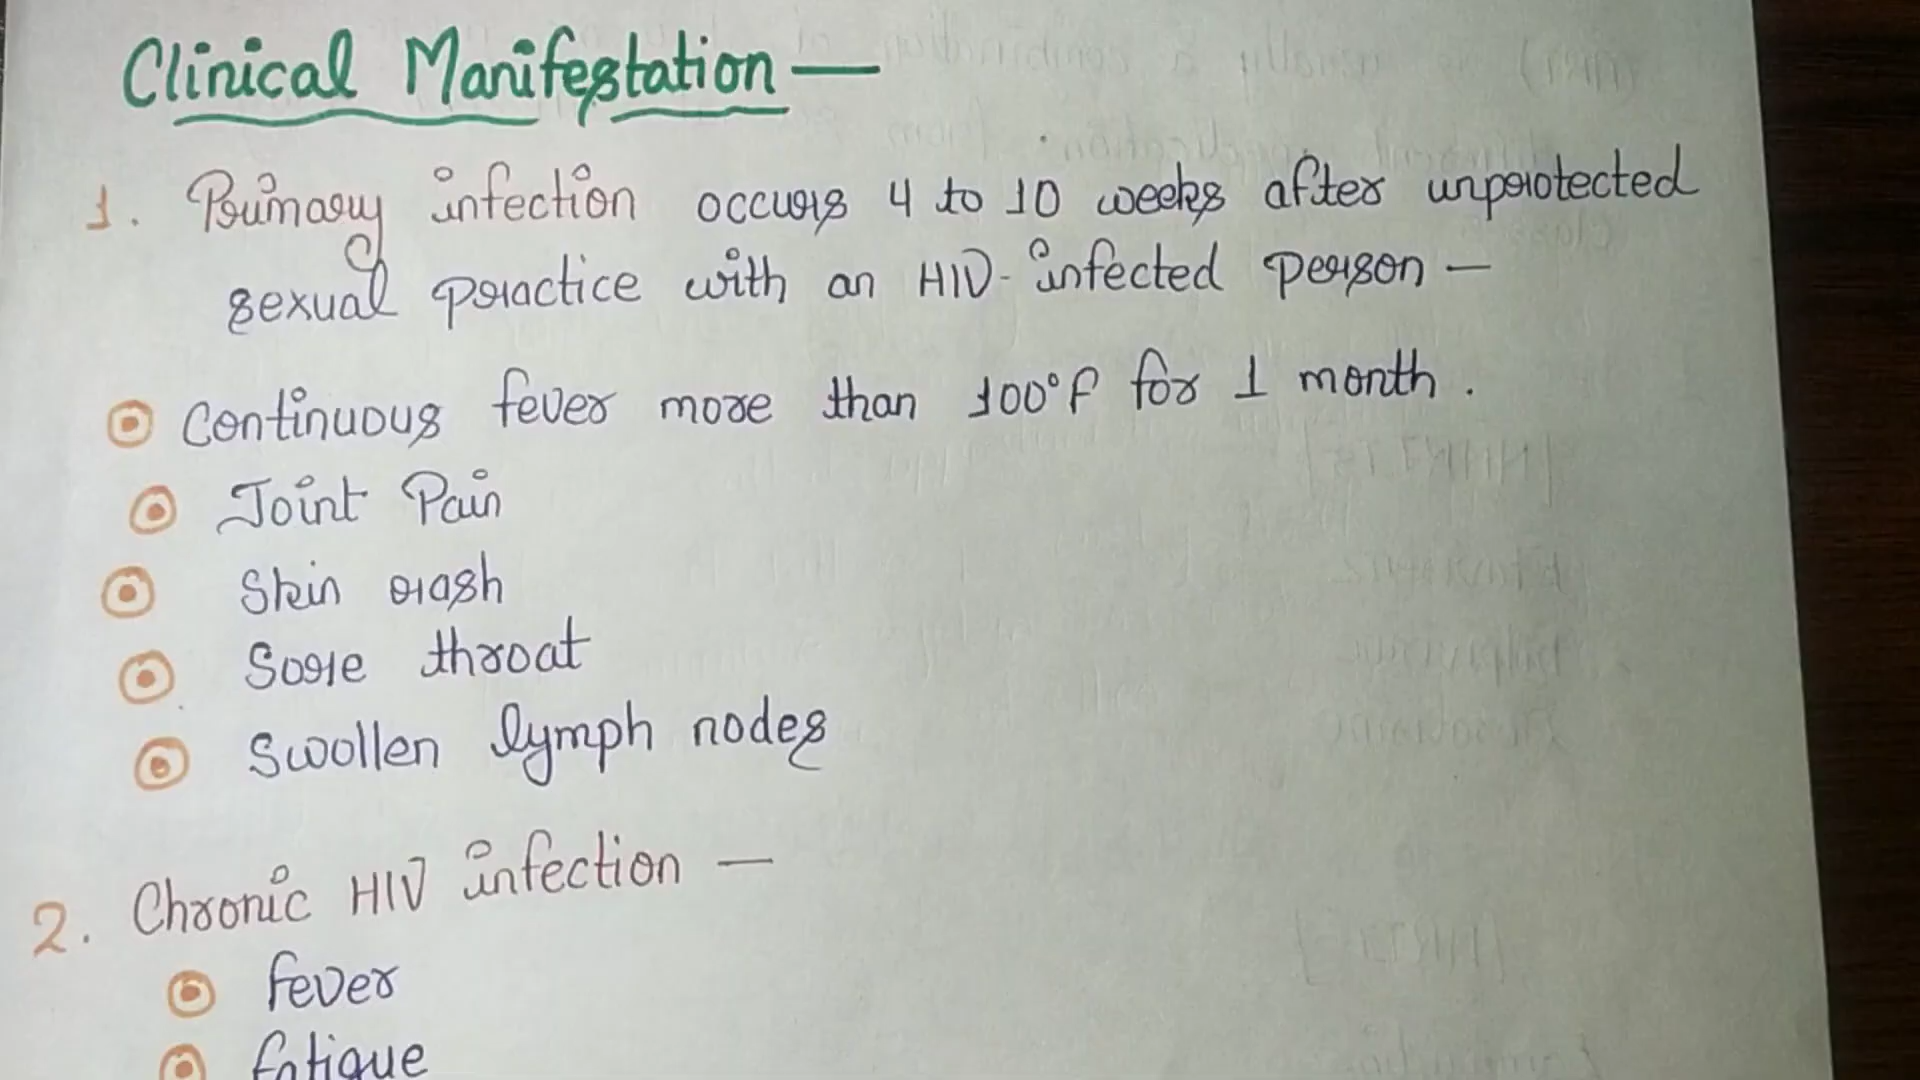 Clinical Manifestation —
1. Primary infection occurs 4 to 10 weeks after unprotected
sexual practice with an HIV-infected person —
Continuous fever more than 100°F for 1 month.
Joint Pain
Skin rash
Sore throat
Swollen lymph nodes
2. Chronic HIV infection —
fever
fatigue